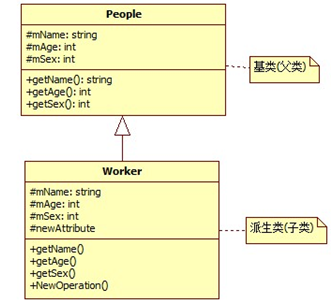 People
#mName: string
#mAge: int
#mSex: int
+getName(): string
+getAge(): int
+getSex(): int
基类(父类)
Worker
#mName: string
#mAge: int
#mSex: int
#newAttribute
+getName()
+getAge()
+getSex()
+NewOperation()
派生类(子类)